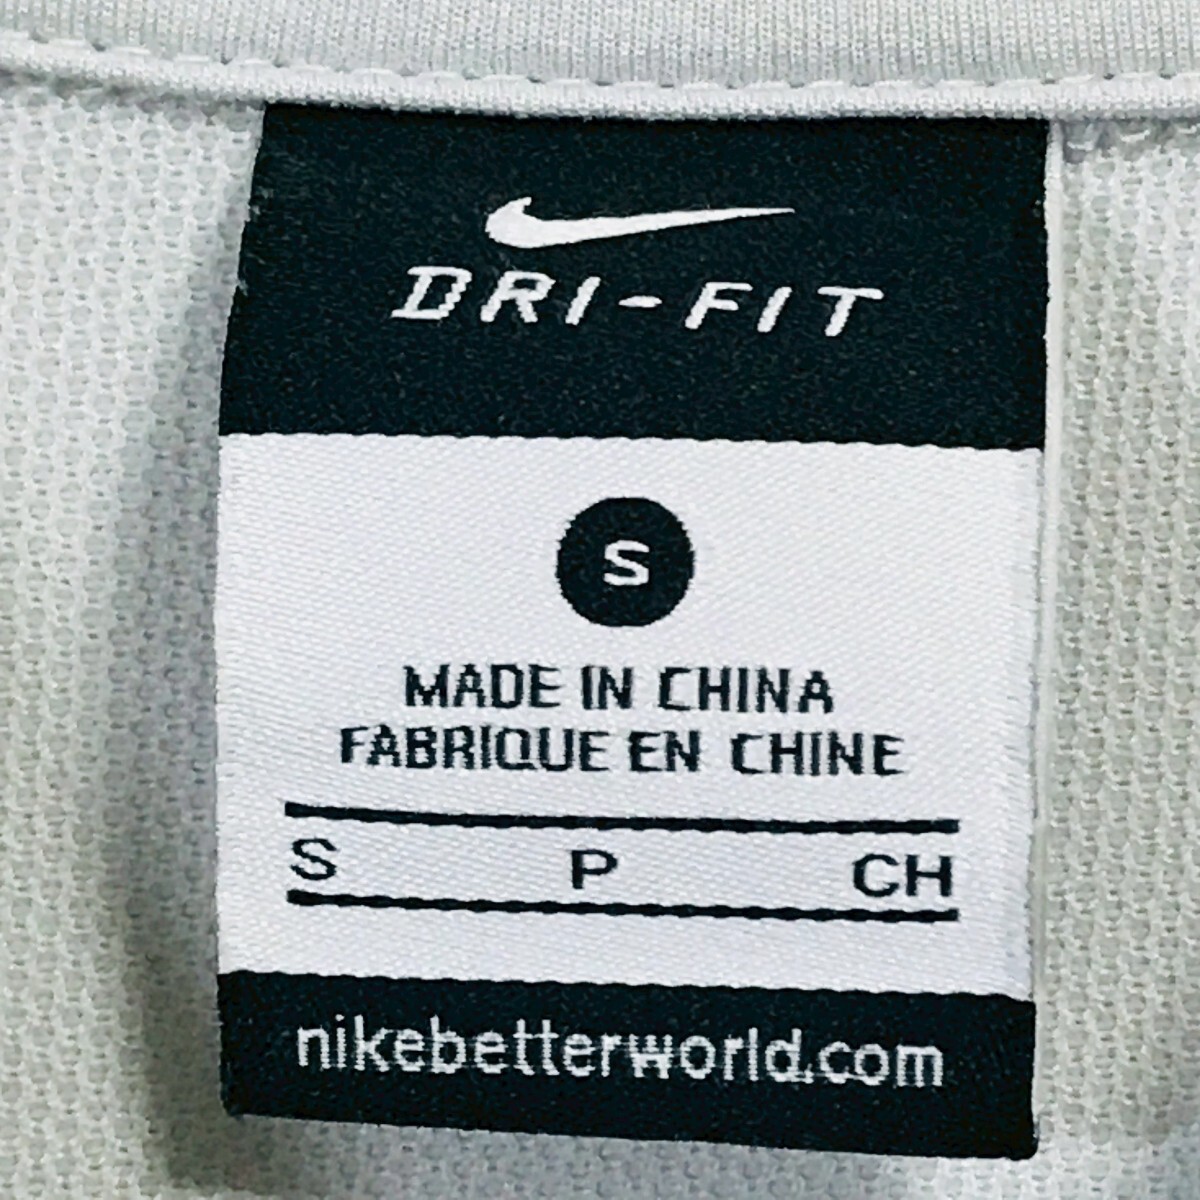 DRI-FIT
S
MADE IN CHINA
FABRIQUE EN CHINE
S P CH
nikebetterworld.com